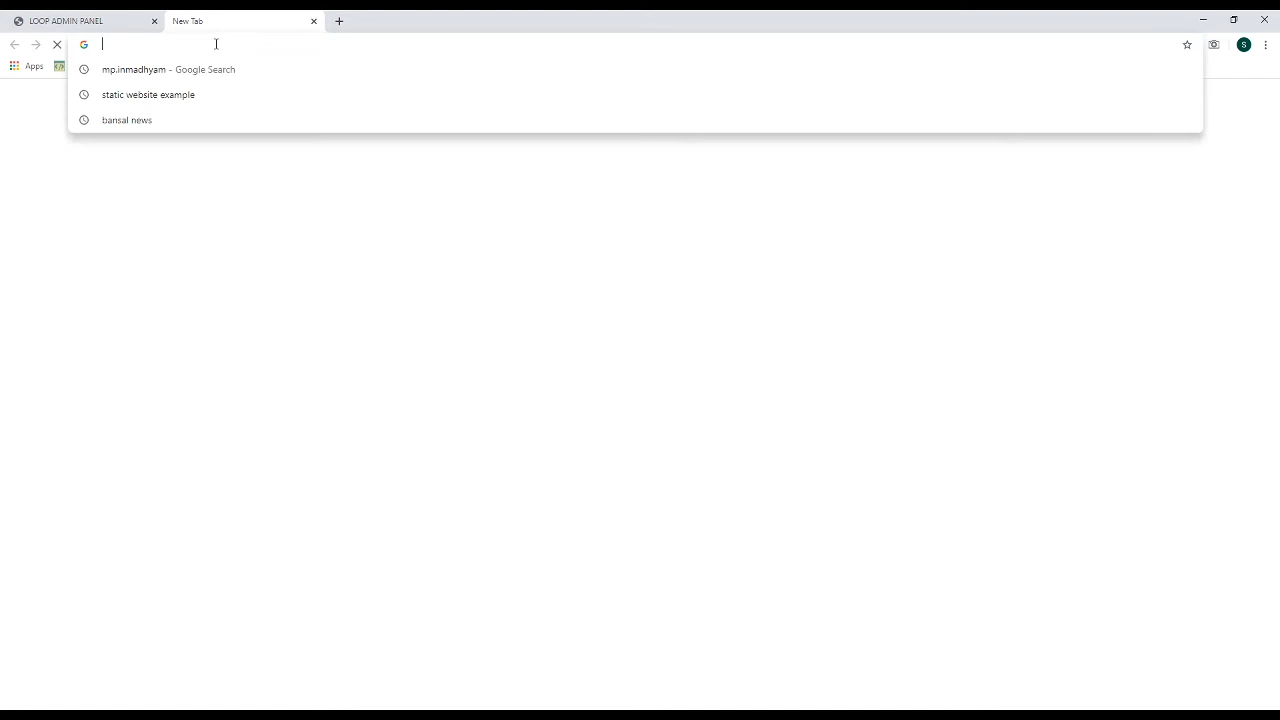 LOOP ADMIN PANEL
New Tab
S
Apps
mp.inmadhyam - Google Search
static website example
bansal news